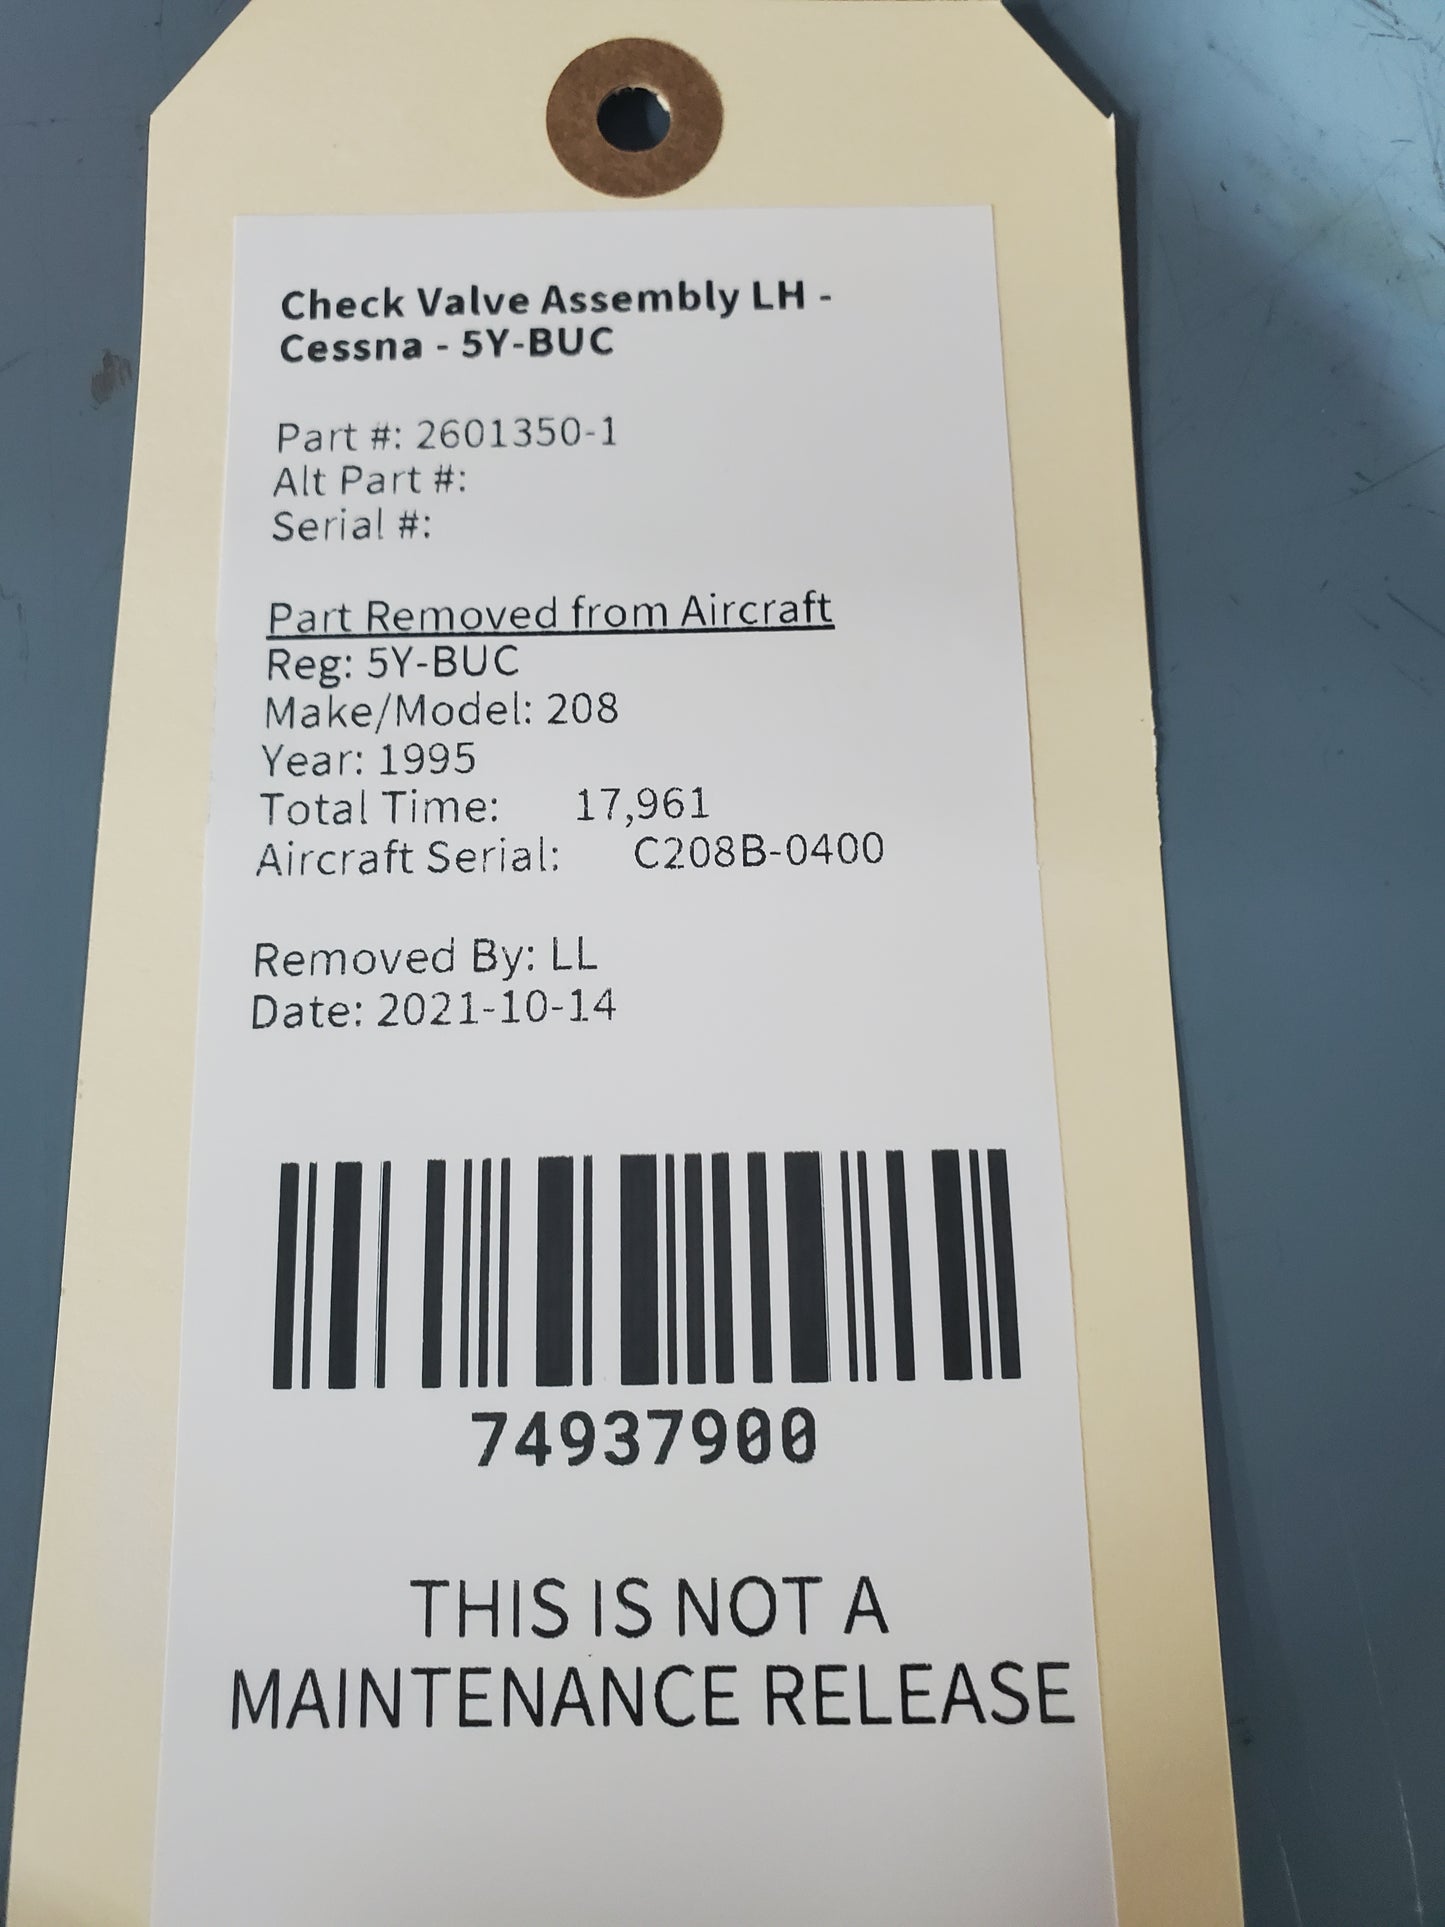 Check Valve Assembly LH -
Cessna - 5Y-BUC
Part #: 2601350-1
Alt Part #:
Serial #:
Part Removed from Aircraft
Reg: 5Y-BUC
Make/Model: 208
Year: 1995
Total Time: 17,961
Aircraft Serial: C208B-0400
Removed By: LL
Date: 2021-10-14
74937900
THIS IS NOT A
MAINTENANCE RELEASE